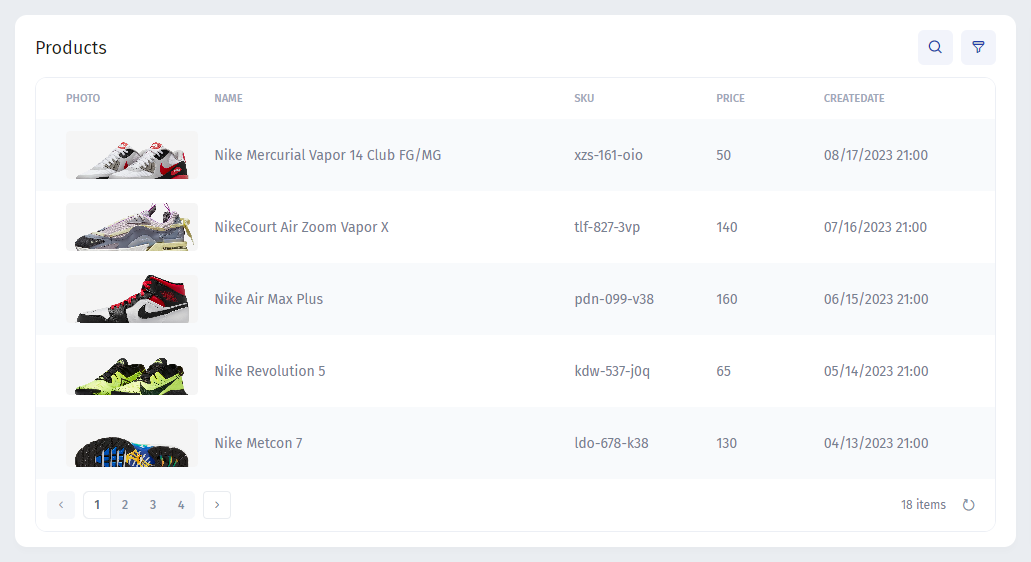 Products
PHOTO NAME SKU PRICE CREATEDATE
Nike Mercurial Vapor 14 Club FG/MG xzs-161-oio 50 08/17/2023 21:00
NikeCourt Air Zoom Vapor X tlf-827-3vp 140 07/16/2023 21:00
Nike Air Max Plus pdn-099-v38 160 06/15/2023 21:00
Nike Revolution 5 kdw-537-j0q 65 05/14/2023 21:00
Nike Metcon 7 ldo-678-k38 130 04/13/2023 21:00
1 2 3 4 18 items